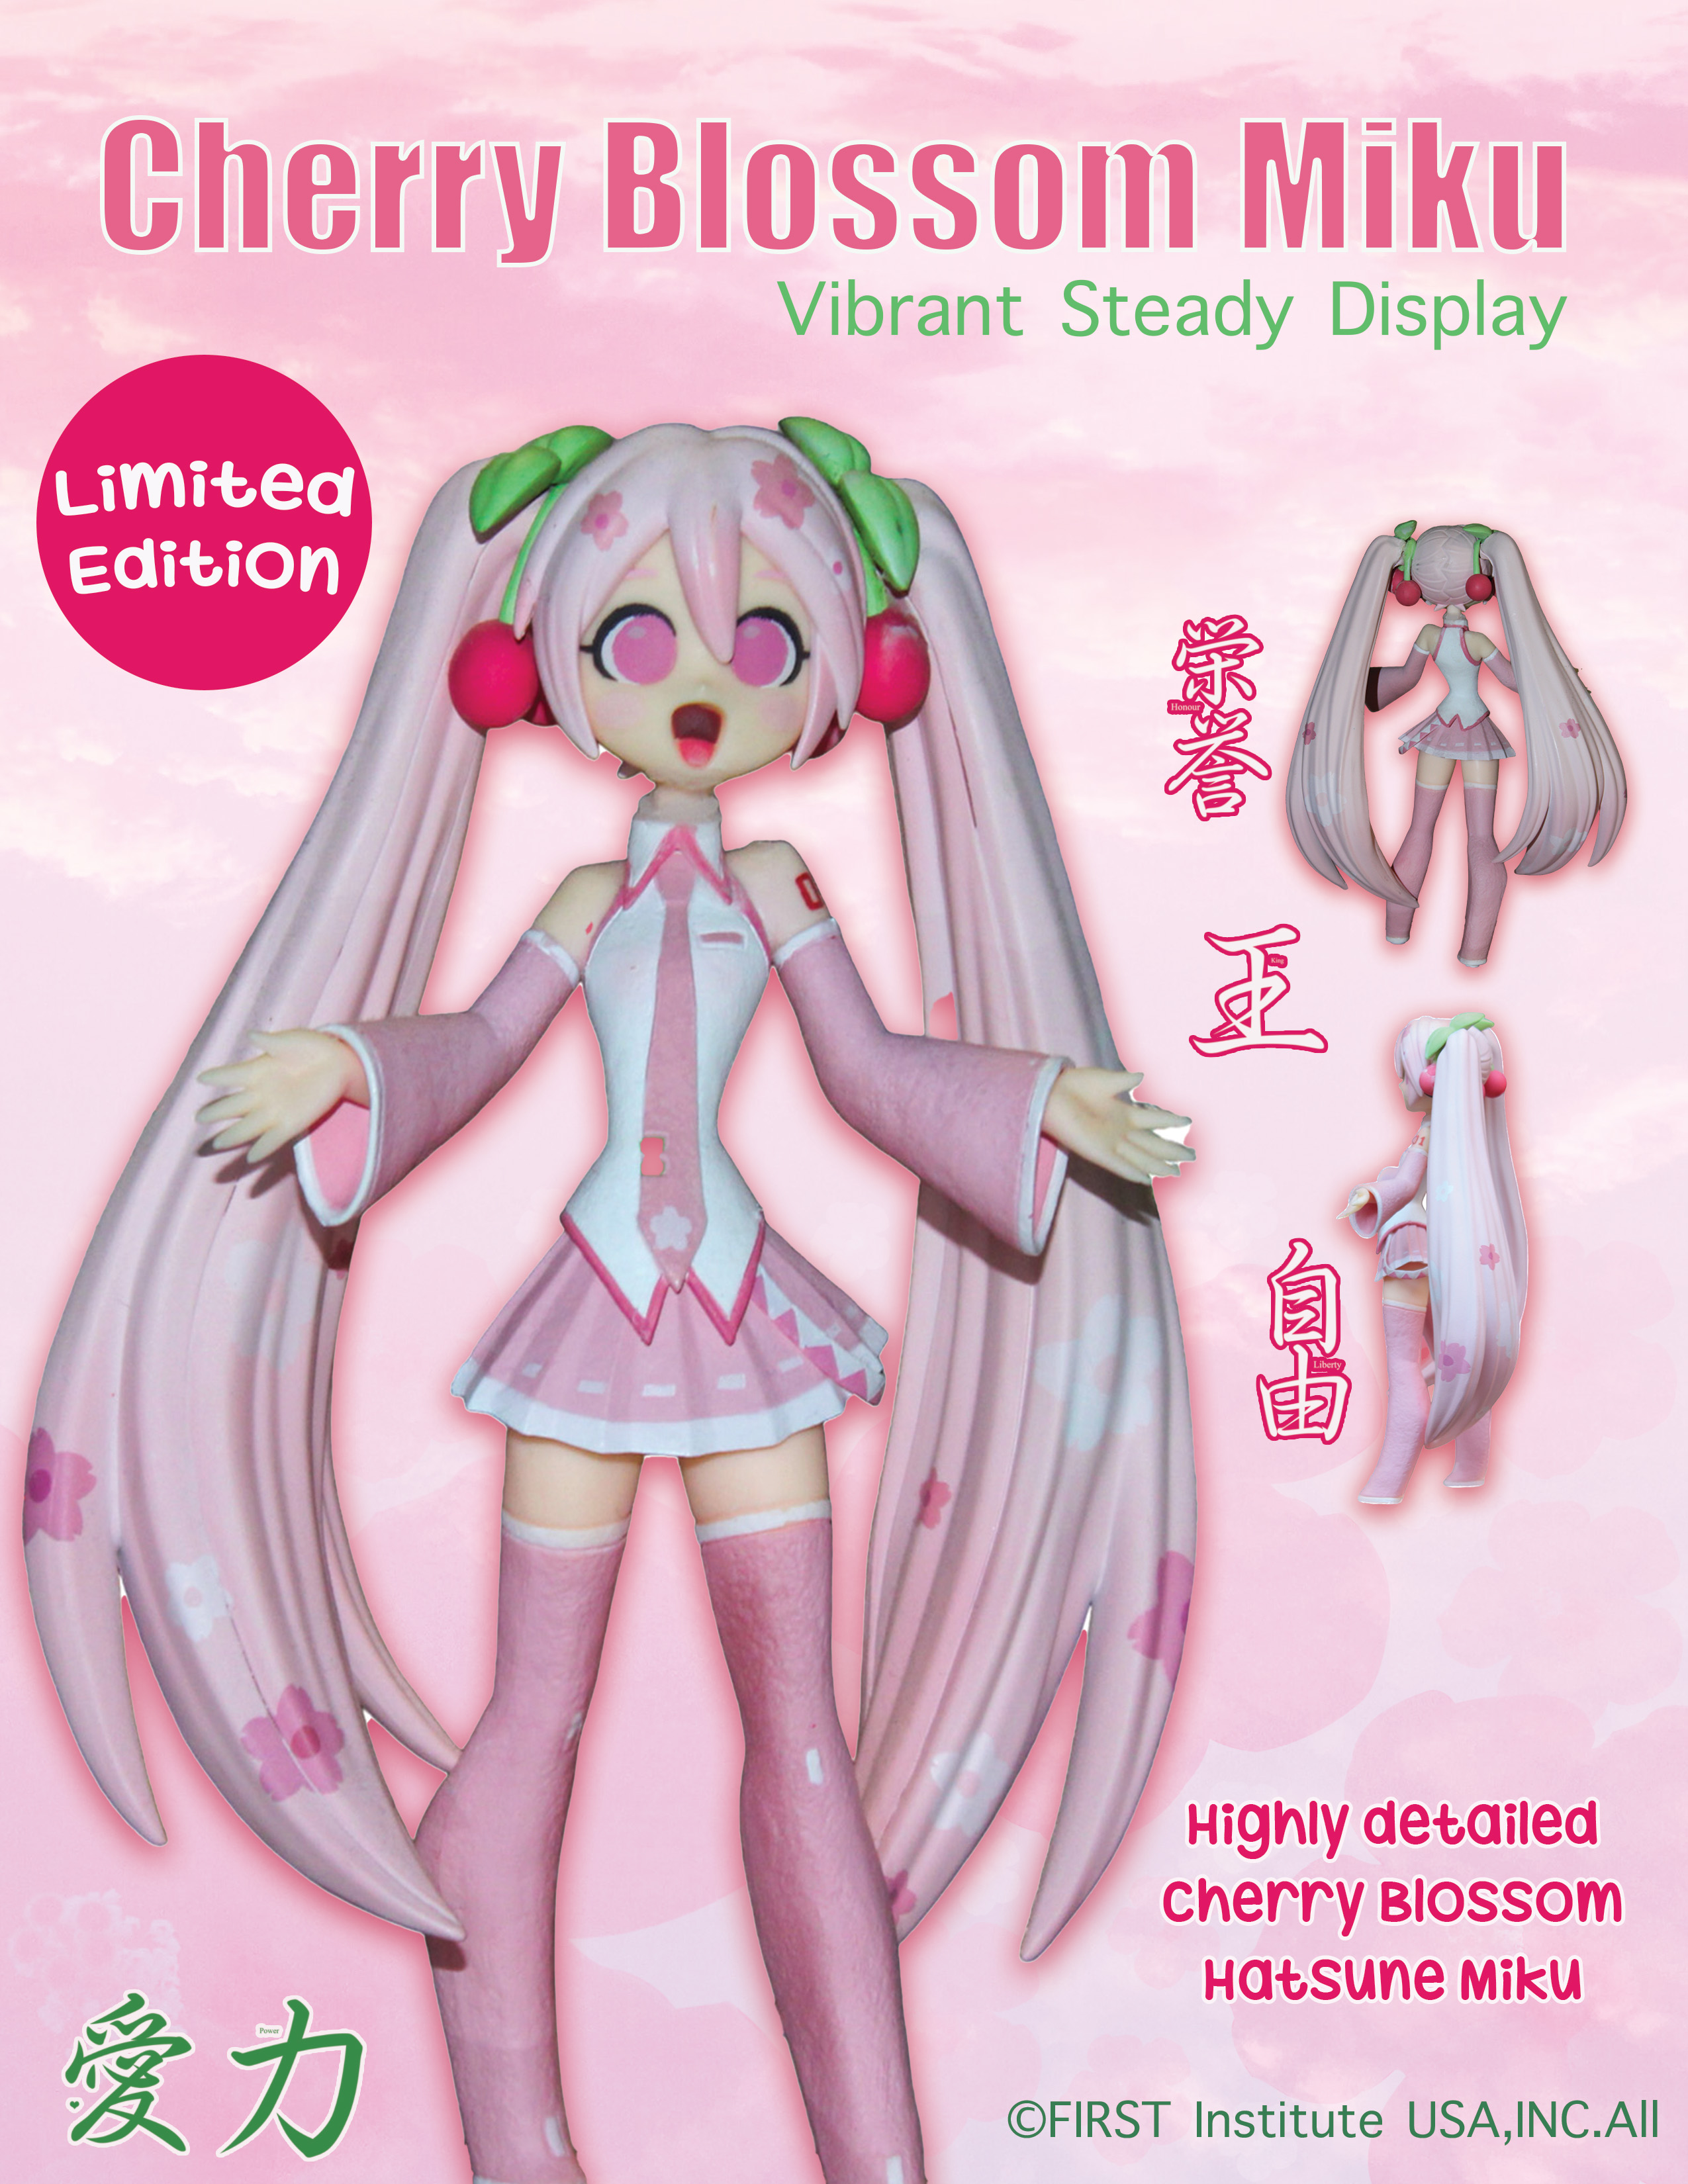 Cherry Blossom Miku
Vibrant Steady Display
Limited
Edition
栄誉
Honour
王
King
01
自由
Liberty
Highly detailed
Cherry Blossom
Hatsune Miku
愛力
Power
©FIRST Institute USA,INC.All